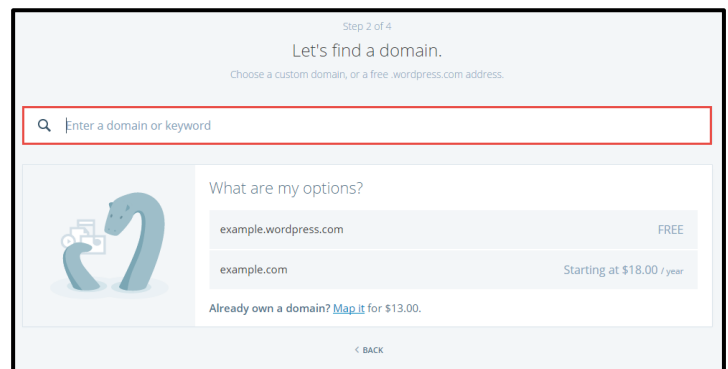 Step 2 of 4
Let's find a domain.
Choose a custom domain, or a free .wordpress.com address.
Enter a domain or keyword
What are my options?
example.wordpress.com FREE
example.com Starting at $18.00 / year
Already own a domain? Map it for $13.00.
< BACK